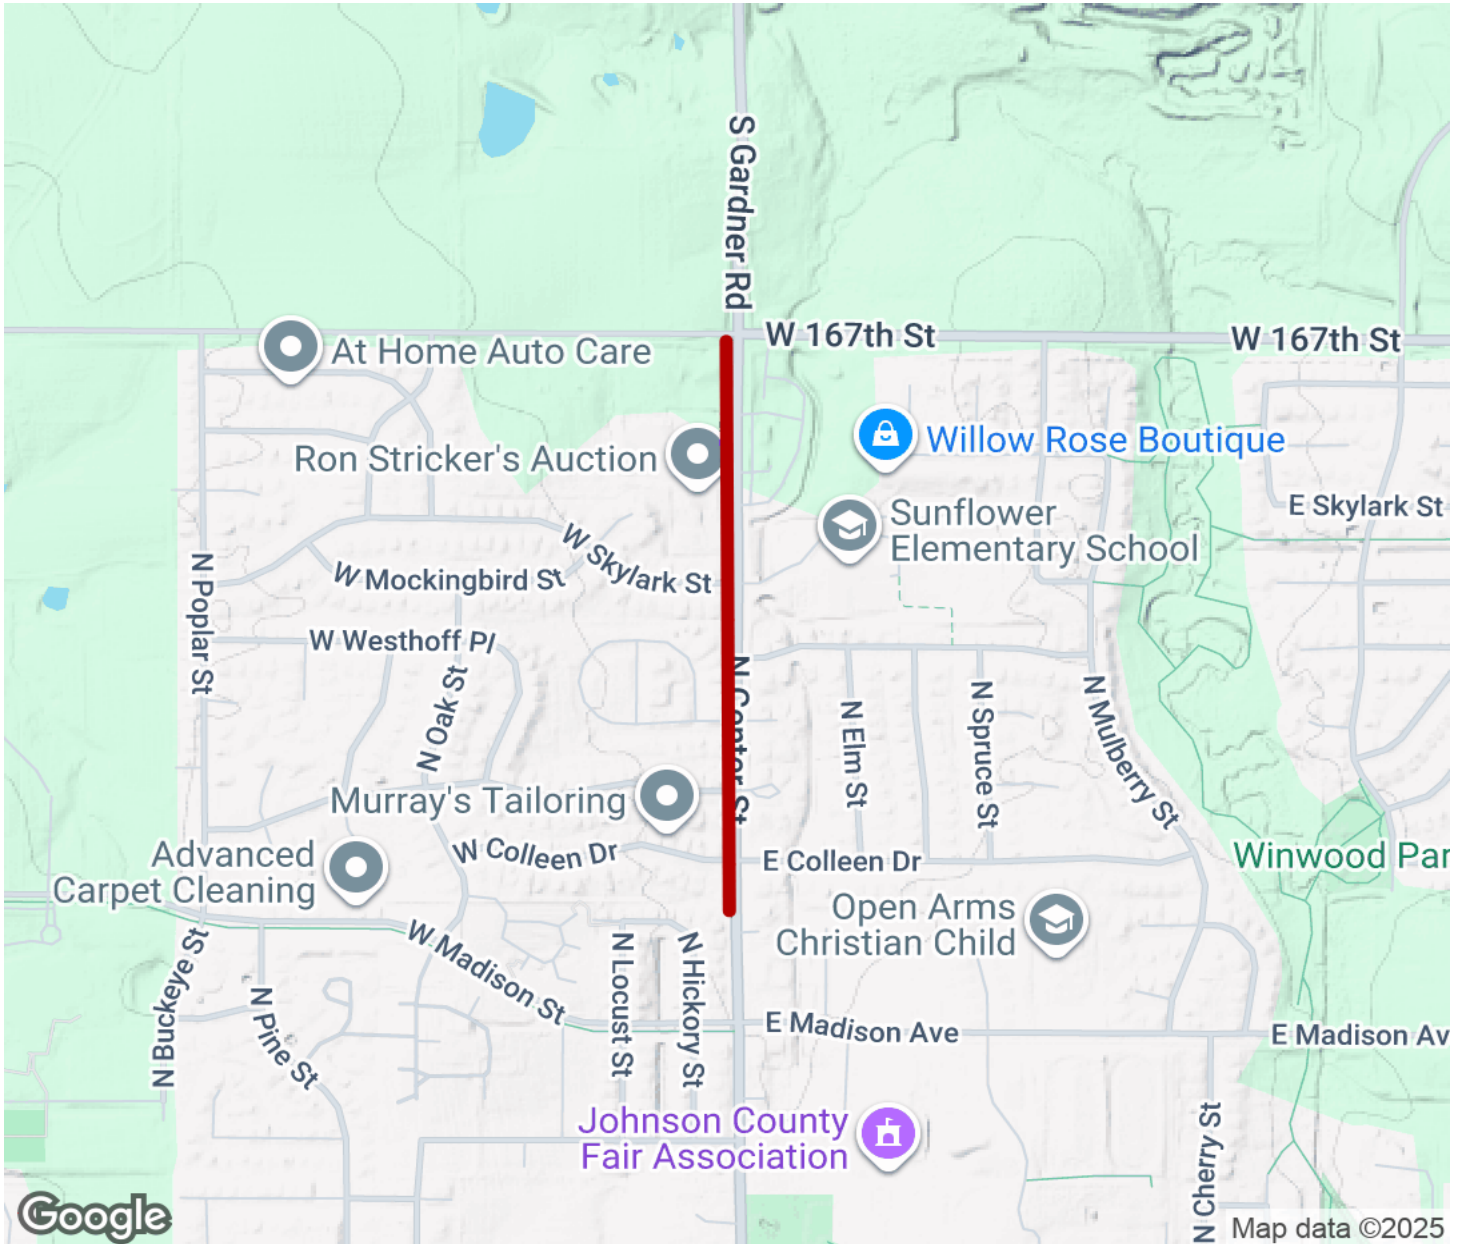 S Gardner Rd
W 167th St
W 167th St
At Home Auto Care
Willow Rose Boutique
Ron Stricker's Auction
E Skylark St
Sunflower
Elementary School
W Skylark St
W Mockingbird St
N Poplar St
W Westhoff Pl
N Oak St
N Center St
N Elm St
N Spruce St
N Mulberry St
Murray's Tailoring
W Colleen Dr
E Colleen Dr
Winwood Par
Advanced
Carpet Cleaning
Open Arms
Christian Child
W Madison St
N Buckeye St
N Pine St
N Locust St
N Hickory St
E Madison Ave
E Madison Av
Johnson County
Fair Association
N Cherry St
Google
Map data ©2025